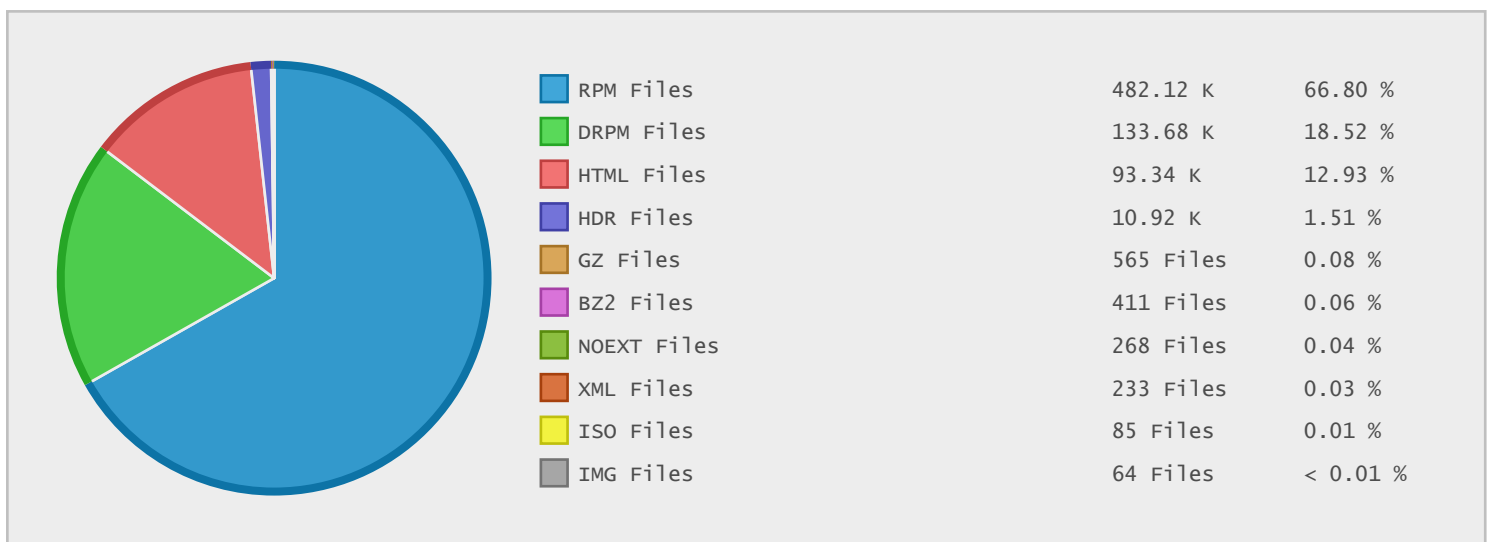 RPM Files 482.12 K 66.80 %
DRPM Files 133.68 K 18.52 %
HTML Files 93.34 K 12.93 %
HDR Files 10.92 K 1.51 %
GZ Files 565 Files 0.08 %
BZ2 Files 411 Files 0.06 %
NOEXT Files 268 Files 0.04 %
XML Files 233 Files 0.03 %
ISO Files 85 Files 0.01 %
IMG Files 64 Files < 0.01 %